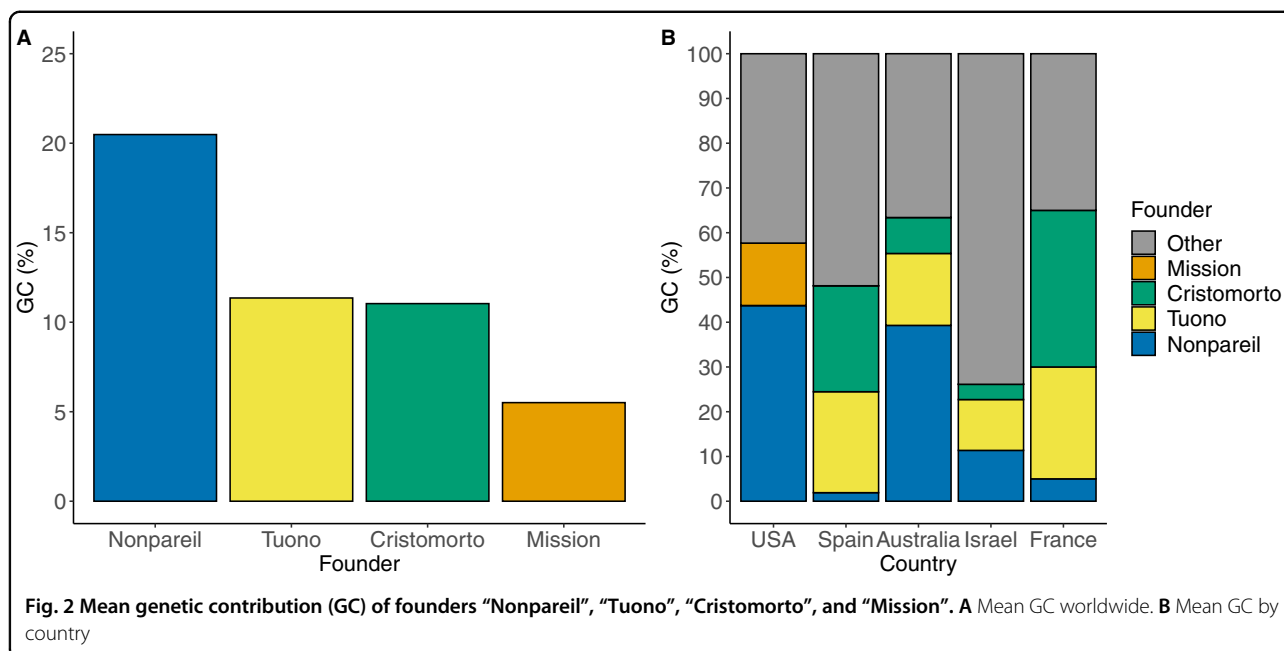 A
25
20
15
10
5
0
GC (%)
Nonpareil Tuono Cristomorto Mission
Founder
B
100
90
80
70
60
50
40
30
20
10
0
GC (%)
USA Spain Australia Israel France
Country
Founder
Other
Mission
Cristomorto
Tuono
Nonpareil
Fig. 2 Mean genetic contribution (GC) of founders “Nonpareil”, “Tuono”, “Cristomorto”, and “Mission”. A Mean GC worldwide. B Mean GC by
country